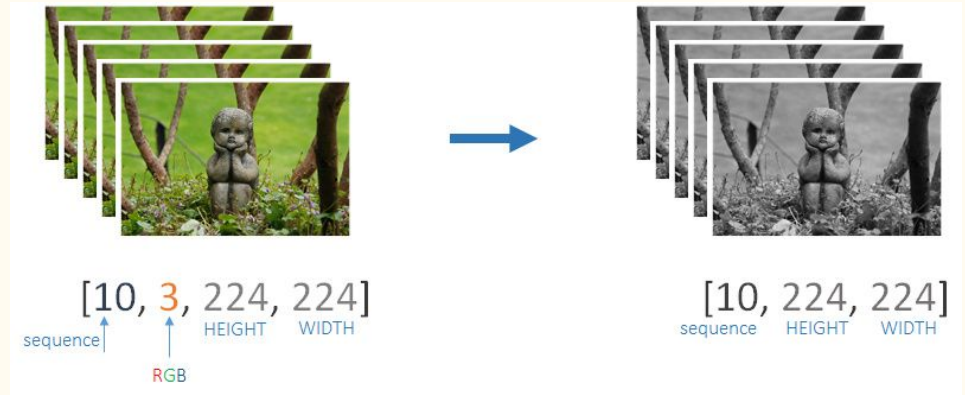 [10, 3, 224, 224]
sequence
HEIGHT
WIDTH
RGB
[10, 224, 224]
sequence
HEIGHT
WIDTH